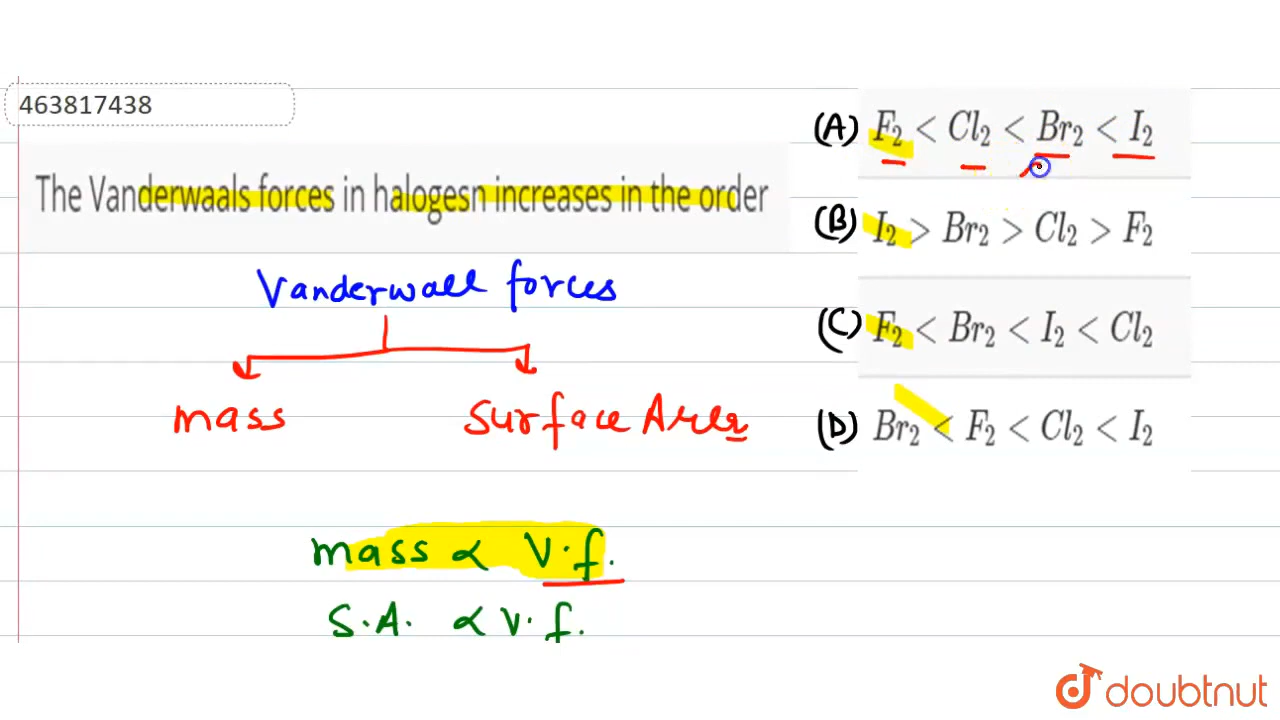 463817438
The Vanderwaals forces in halogesn increases in the order
(A) F₂ < Cl₂ < Br₂ < I₂
(B) I₂ > Br₂ > Cl₂ > F₂
(C) F₂ < Br₂ < I₂ < Cl₂
(D) Br₂ < F₂ < Cl₂ < I₂
Vanderwall forces
mass
Surface Area
mass ∝ V.f.
S.A. ∝ V.f.
doubtnut